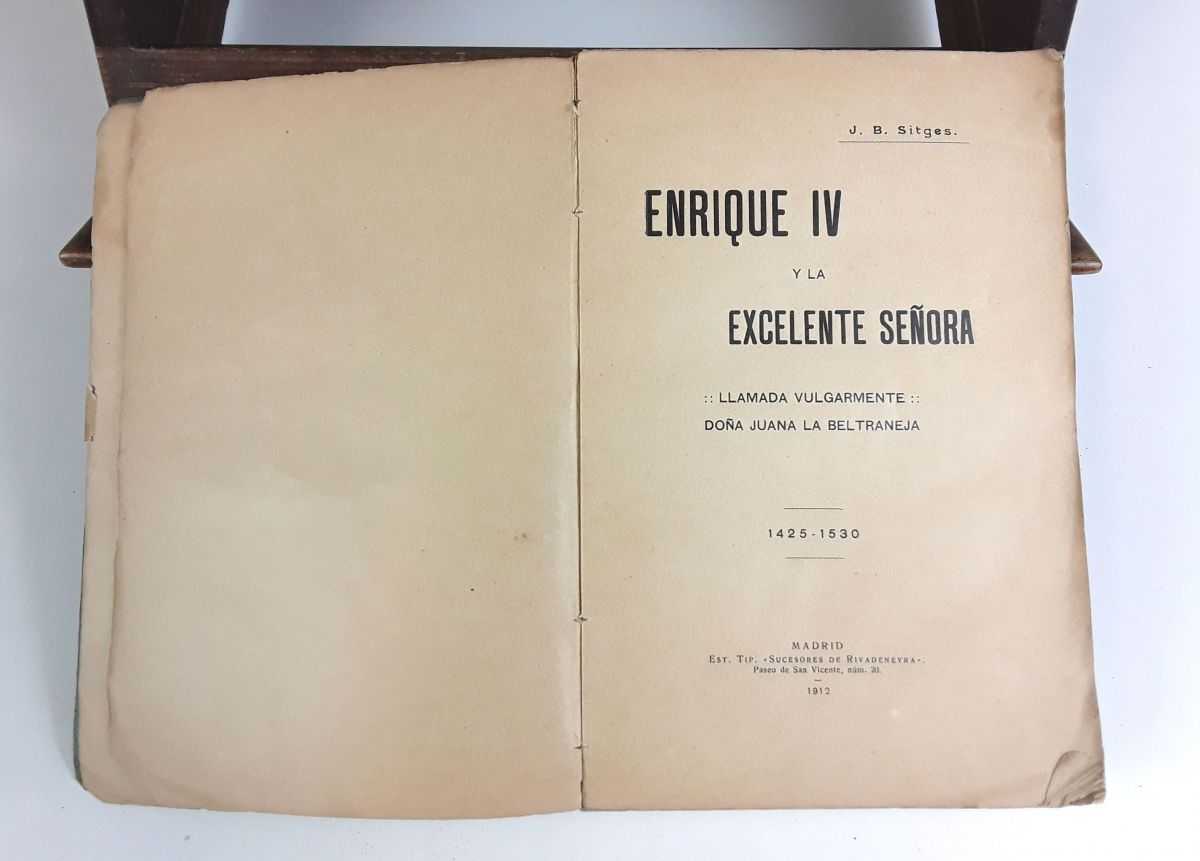 J. B. Sitges.
ENRIQUE IV
Y LA
EXCELENTE SEÑORA
:: LLAMADA VULGARMENTE ::
DOÑA JUANA LA BELTRANEJA
1425-1530
MADRID
EST. TIP. «SUCESORES DE RIVADENEYRA».
Paseo de San Vicente, núm. 20.
1912